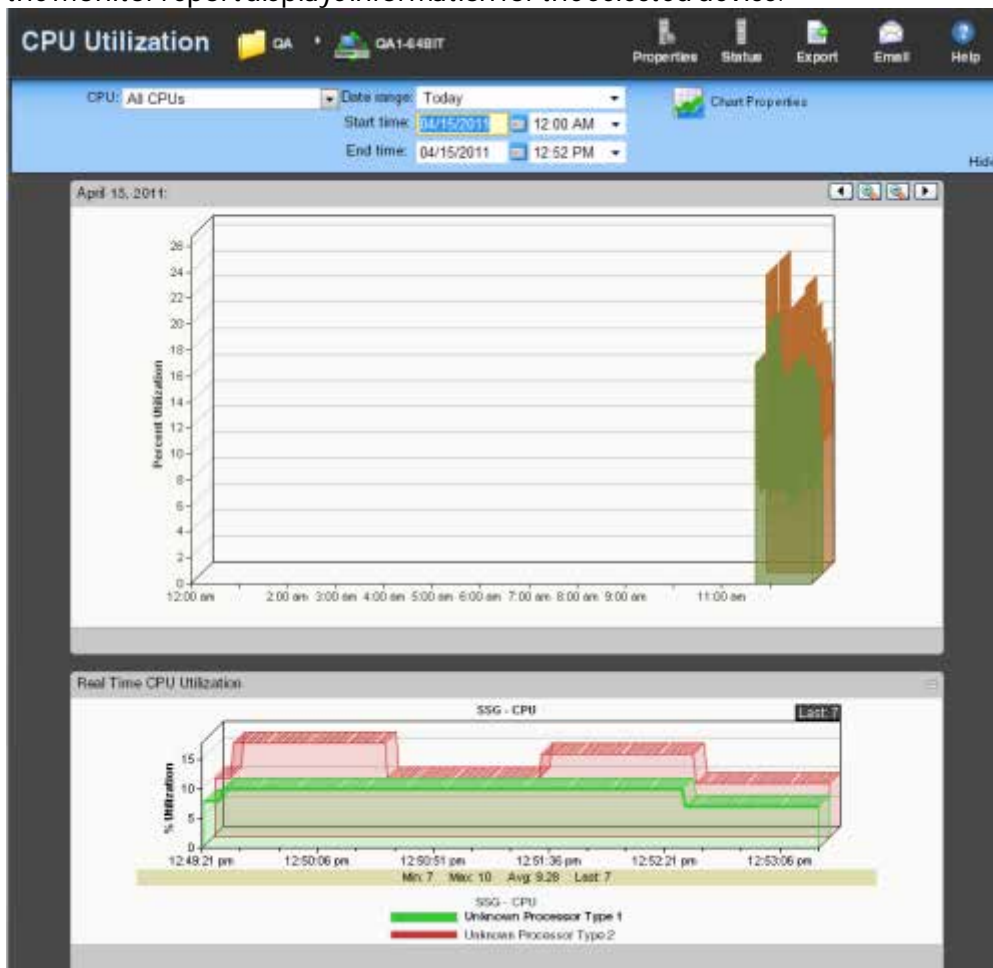 the monitor report displays information for the selected device.
CPU Utilization QA QA1-64BIT Properties Status Export Email Help
CPU: All CPUs Date range: Today Chart Properties
Start time: 04/15/2011 12:00 AM
End time: 04/15/2011 12:52 PM
Hide
April 15, 2011:
Percent Utilization
26
24
22
20
18
16
14
12
10
8
6
4
2
0
12:00 am 2:00 am 3:00 am 4:00 am 5:00 am 6:00 am 7:00 am 8:00 am 9:00 am 11:00 am
Real Time CPU Utilization
SSG - CPU
Last: 7
% Utilization
15
10
5
0
12:49:21 pm 12:50:06 pm 12:50:51 pm 12:51:36 pm 12:52:21 pm 12:53:06 pm
Min: 7 Max: 10 Avg: 9.28 Last: 7
SSG - CPU
Unknown Processor Type 1
Unknown Processor Type 2